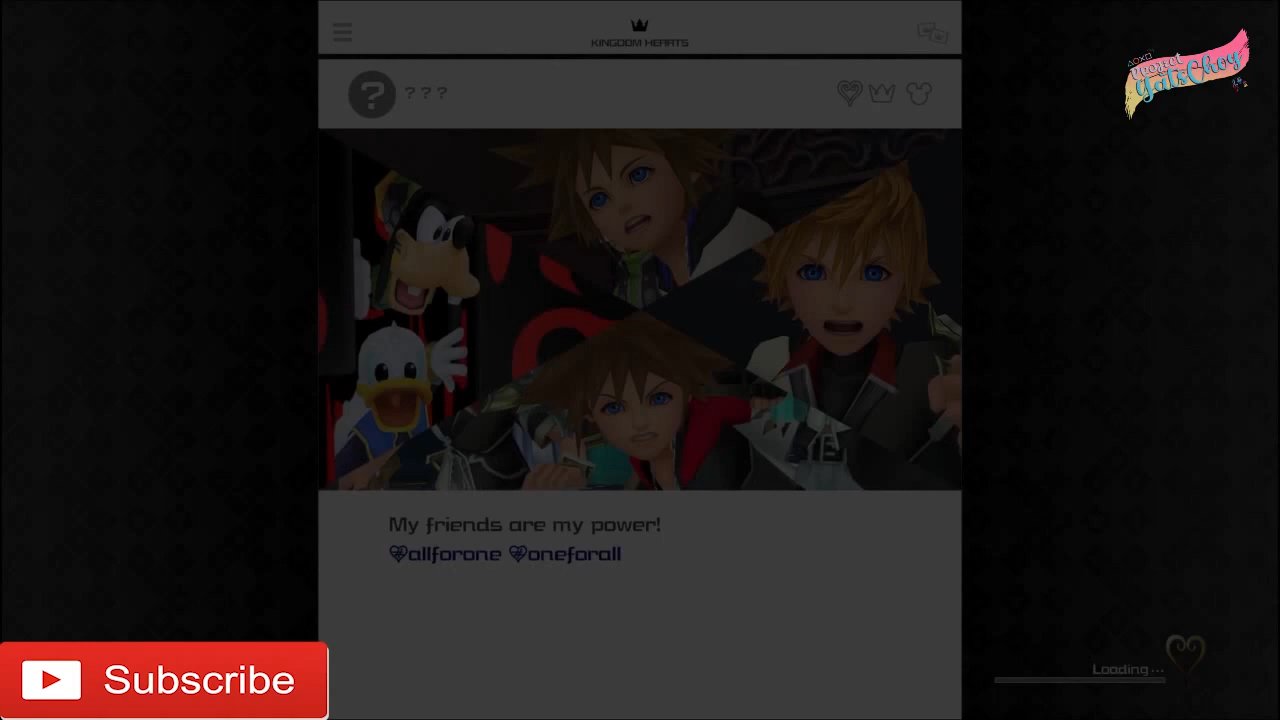 KINGDOM HEARTS
? ? ? ?
My friends are my power!
allforone oneforall
Loading...
Subscribe